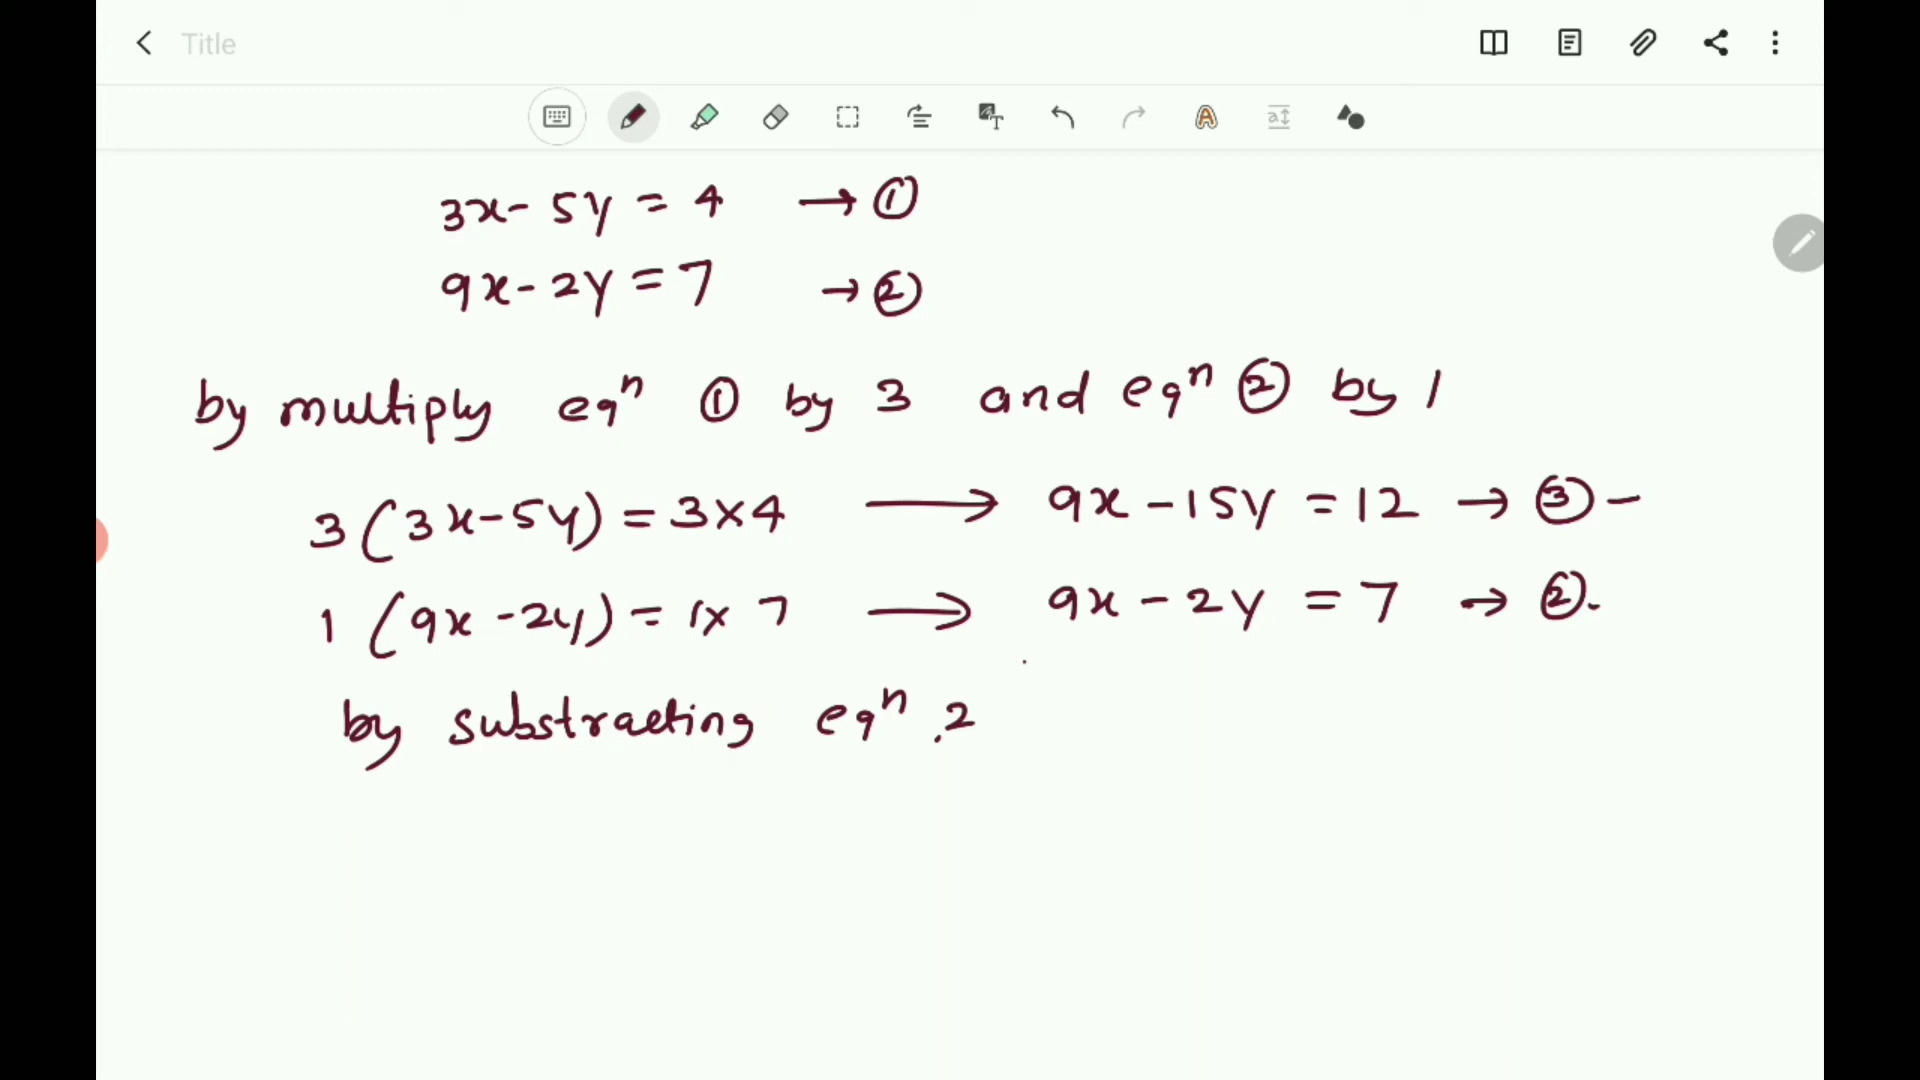 Title
3x - 5y = 4 → ①
9x - 2y = 7 → ②
by multiply eqⁿ ① by 3 and eqⁿ ② by 1
3 (3x - 5y) = 3 × 4 ⟶ 9x - 15y = 12 → ③ -
1 (9x - 2y) = 1 × 7 ⟶ 9x - 2y = 7 → ②.
by substracting eqⁿ .2